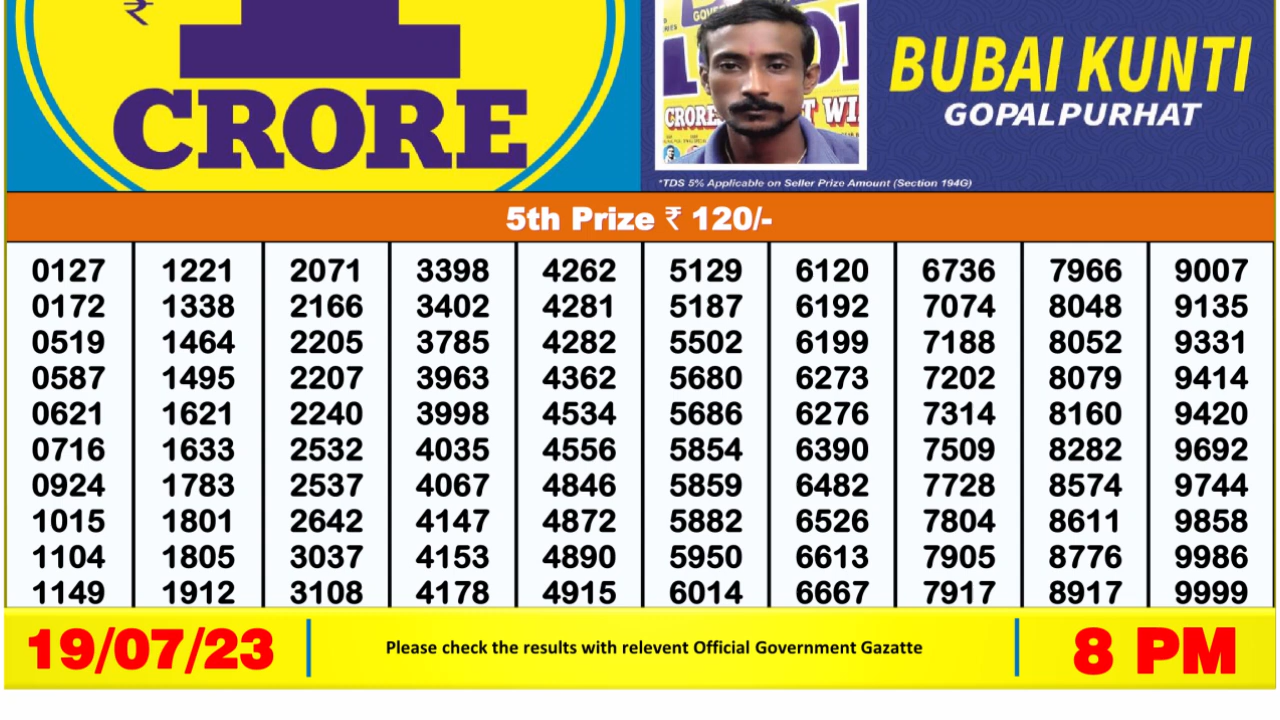 ₹
1
CRORE
BUBAI KUNTI
GOPALPURHAT
*TDS 5% Applicable on Seller Prize Amount (Section 194G)
5th Prize ₹ 120/-
0127 1221 2071 3398 4262 5129 6120 6736 7966 9007
0172 1338 2166 3402 4281 5187 6192 7074 8048 9135
0519 1464 2205 3785 4282 5502 6199 7188 8052 9331
0587 1495 2207 3963 4362 5680 6273 7202 8079 9414
0621 1621 2240 3998 4534 5686 6276 7314 8160 9420
0716 1633 2532 4035 4556 5854 6390 7509 8282 9692
0924 1783 2537 4067 4846 5859 6482 7728 8574 9744
1015 1801 2642 4147 4872 5882 6526 7804 8611 9858
1104 1805 3037 4153 4890 5950 6613 7905 8776 9986
1149 1912 3108 4178 4915 6014 6667 7917 8917 9999
19/07/23 Please check the results with relevent Official Government Gazatte 8 PM